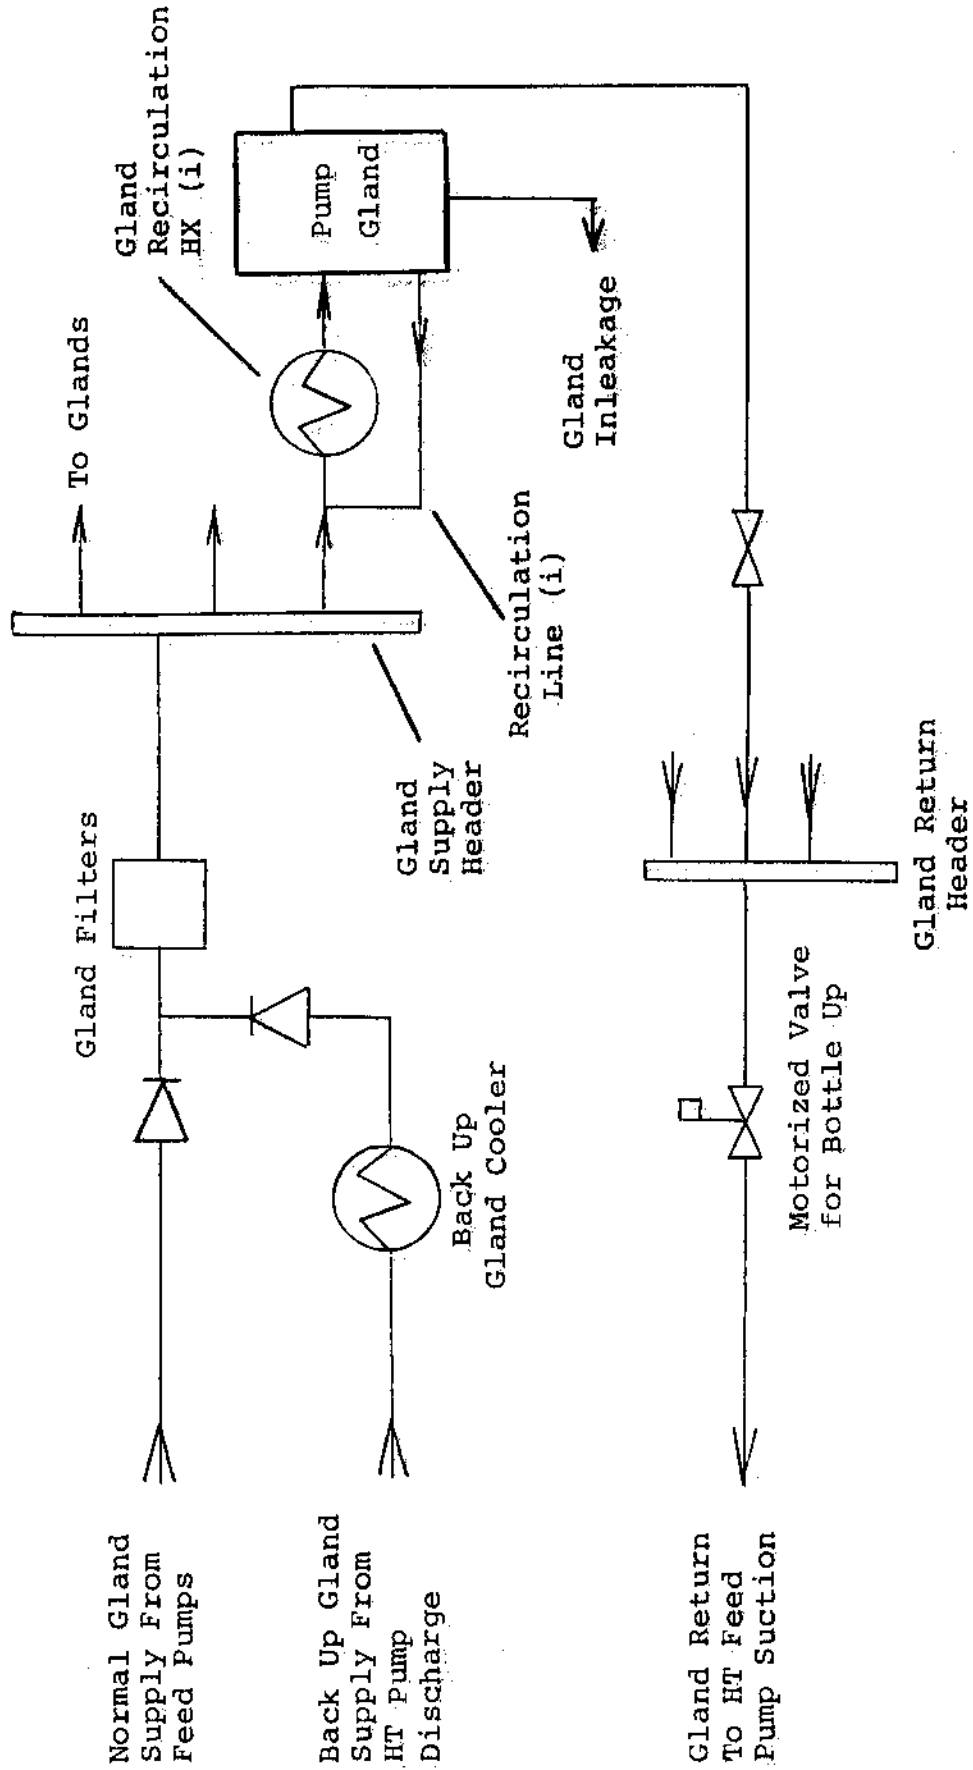 Normal Gland
Supply From
Feed Pumps
Back Up Gland
Supply From
HT Pump
Discharge
Gland Return
To HT Feed
Pump Suction
Gland Filters
Back Up
Gland Cooler
Motorized Valve
for Bottle Up
Gland
Supply
Header
Gland Return
Header
To Glands
Recirculation
Line (i)
Gland
Recirculation
HX (i)
Pump
Gland
Gland
Inleakage